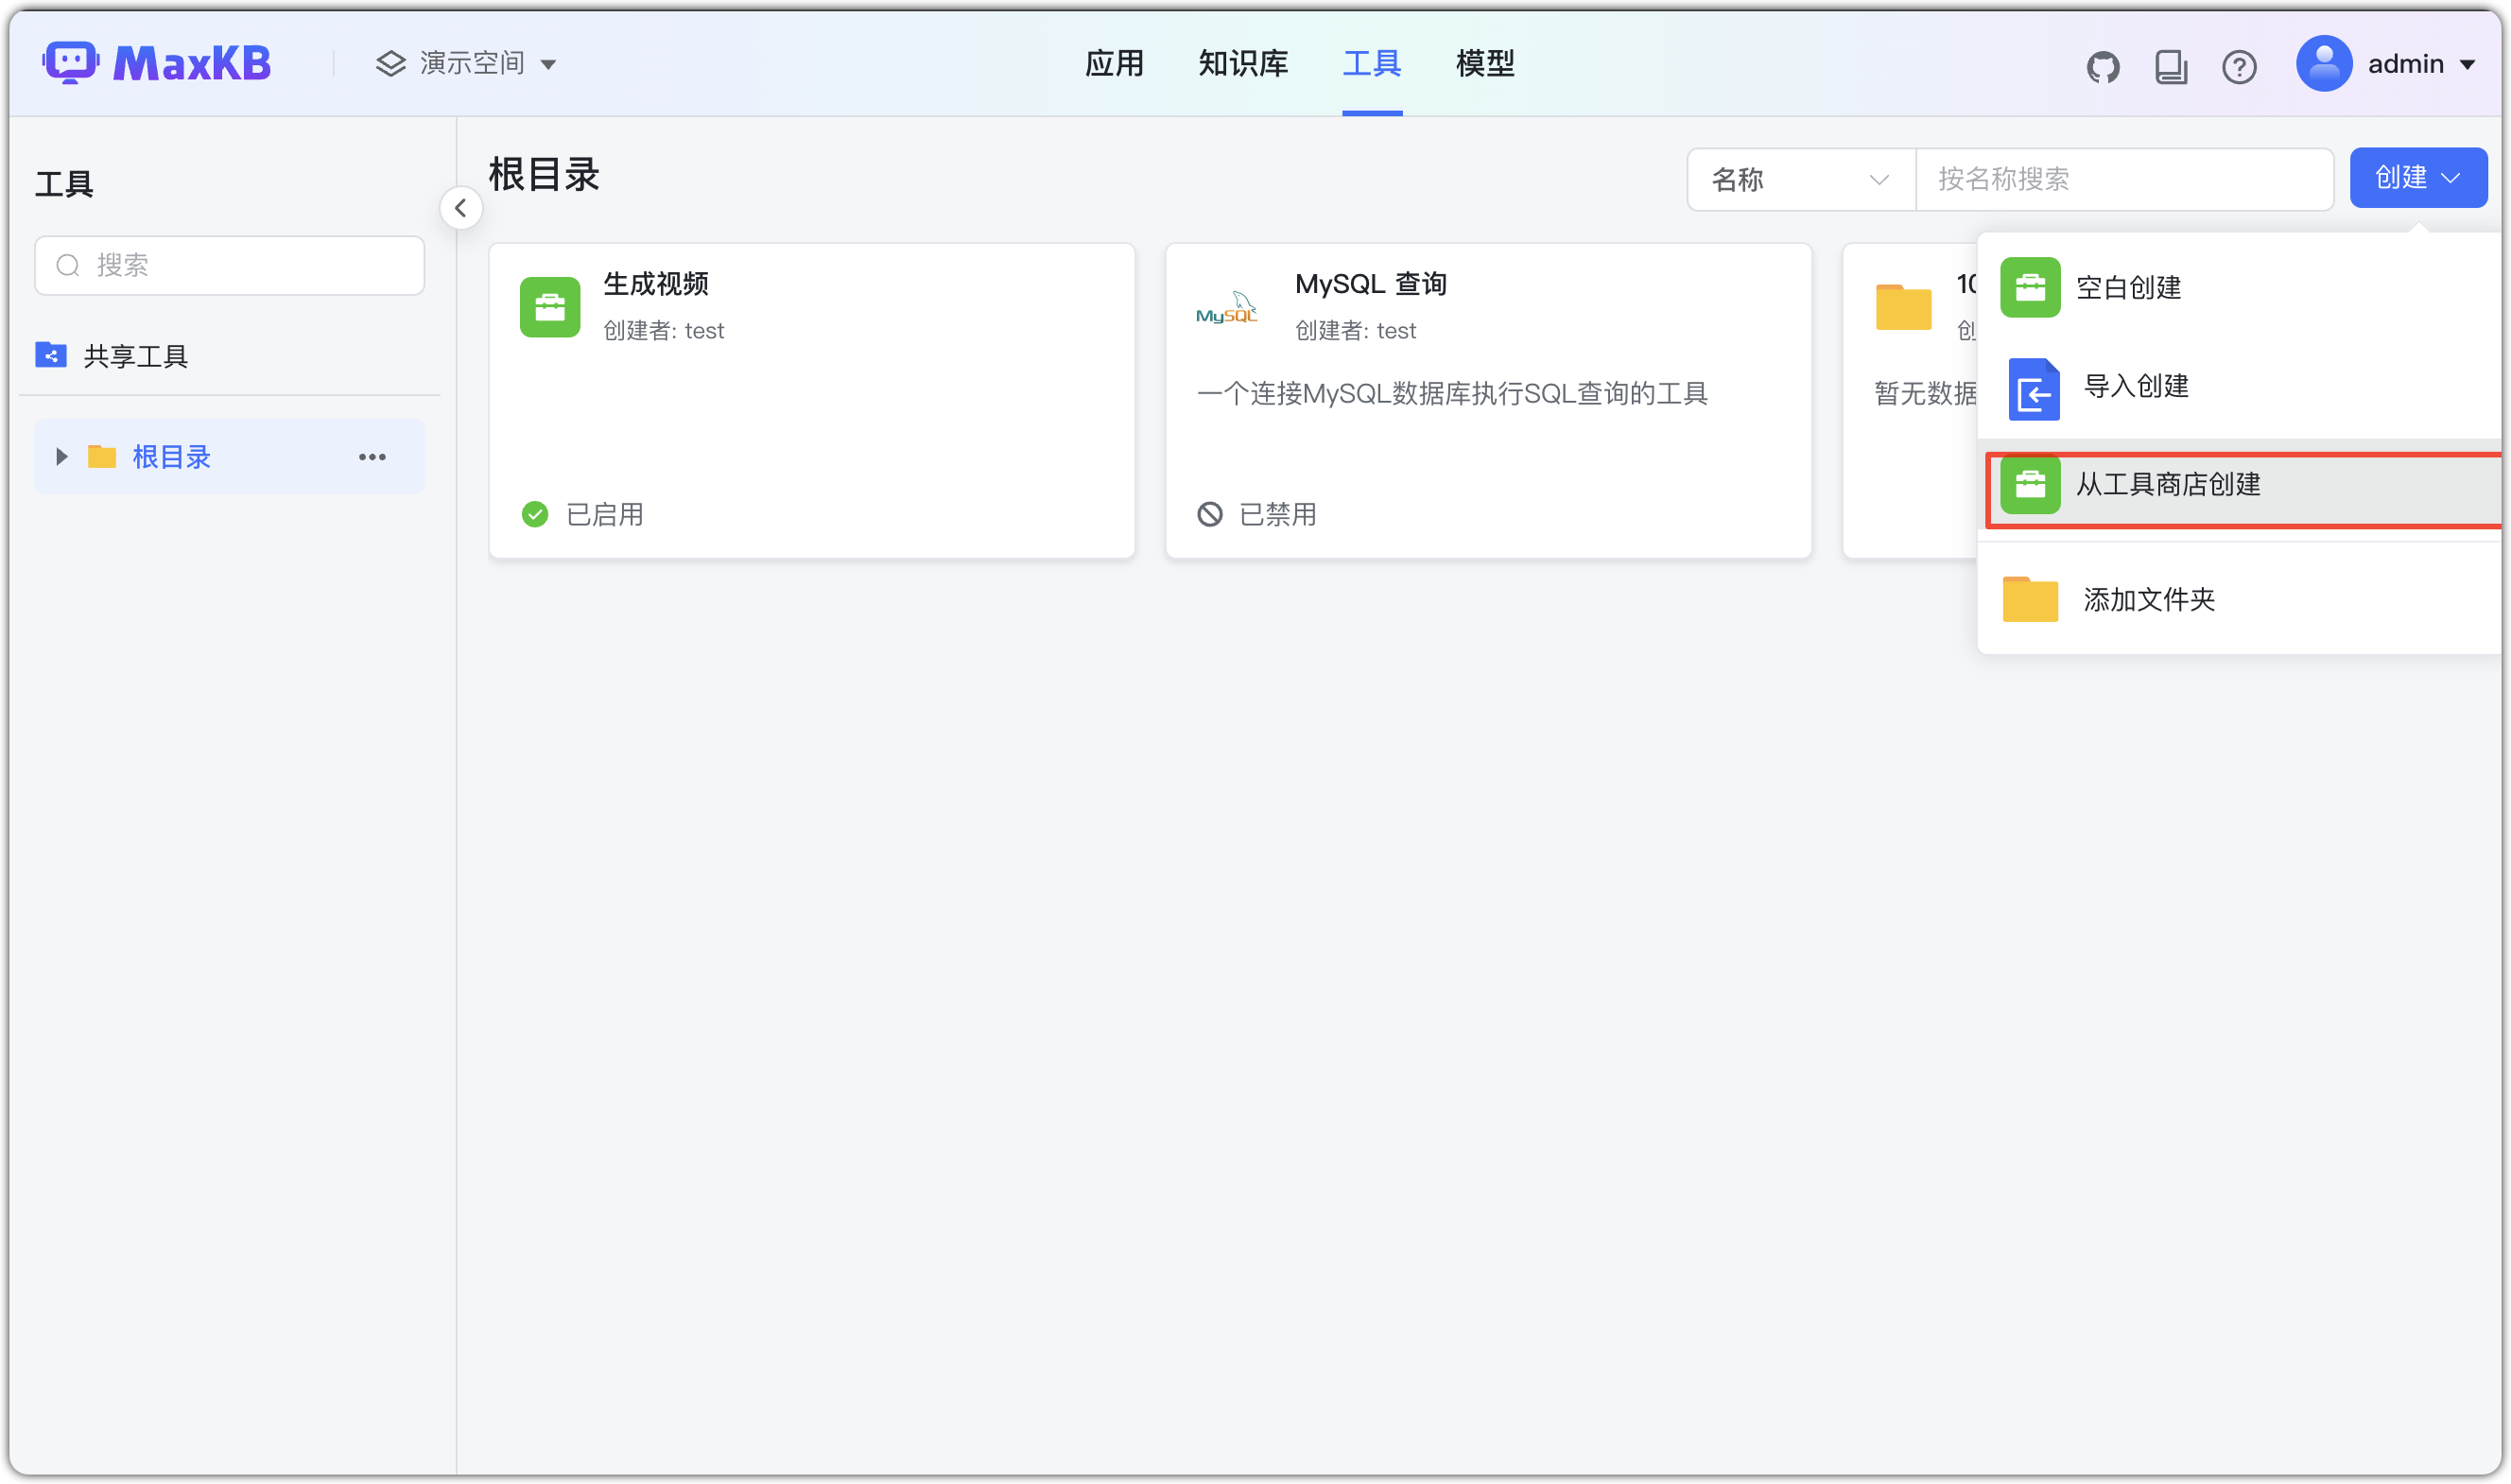 MaxKB
演示空间
应用
知识库
工具
模型
admin
工具
搜索
共享工具
根目录
根目录
名称
按名称搜索
创建
生成视频
创建者: test
已启用
MySQL
MySQL 查询
创建者: test
一个连接MySQL数据库执行SQL查询的工具
已禁用
10
创
暂无数据
空白创建
导入创建
从工具商店创建
添加文件夹